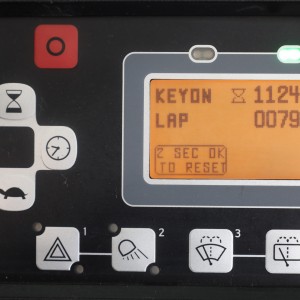 KEYON 1124
LAP 0079
2 SEC OK
TO RESET
1
2
3